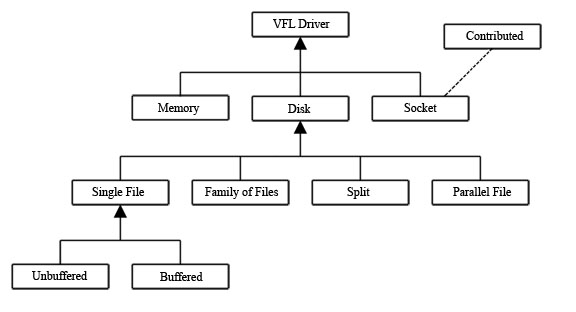 VFL Driver
Contributed
Memory
Disk
Socket
Single File
Family of Files
Split
Parallel File
Unbuffered
Buffered